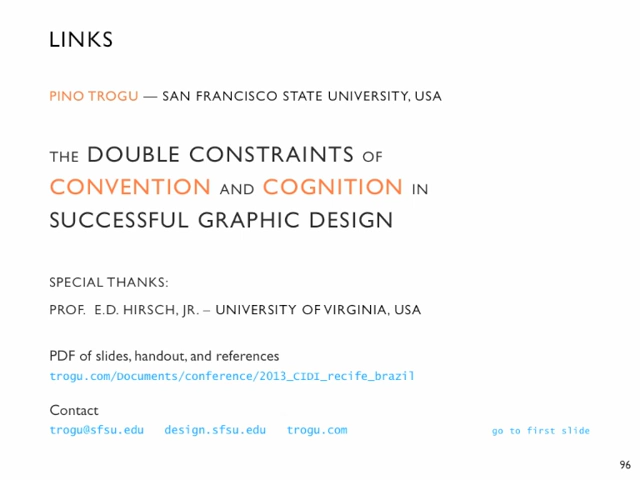 LINKS
PINO TROGU — SAN FRANCISCO STATE UNIVERSITY, USA
THE DOUBLE CONSTRAINTS OF
CONVENTION AND COGNITION IN
SUCCESSFUL GRAPHIC DESIGN
SPECIAL THANKS:
PROF. E.D. HIRSCH, JR. – UNIVERSITY OF VIRGINIA, USA
PDF of slides, handout, and references
trogu.com/Documents/conference/2013_CIDI_recife_brazil
Contact
trogu@sfsu.edu design.sfsu.edu trogu.com go to first slide
96